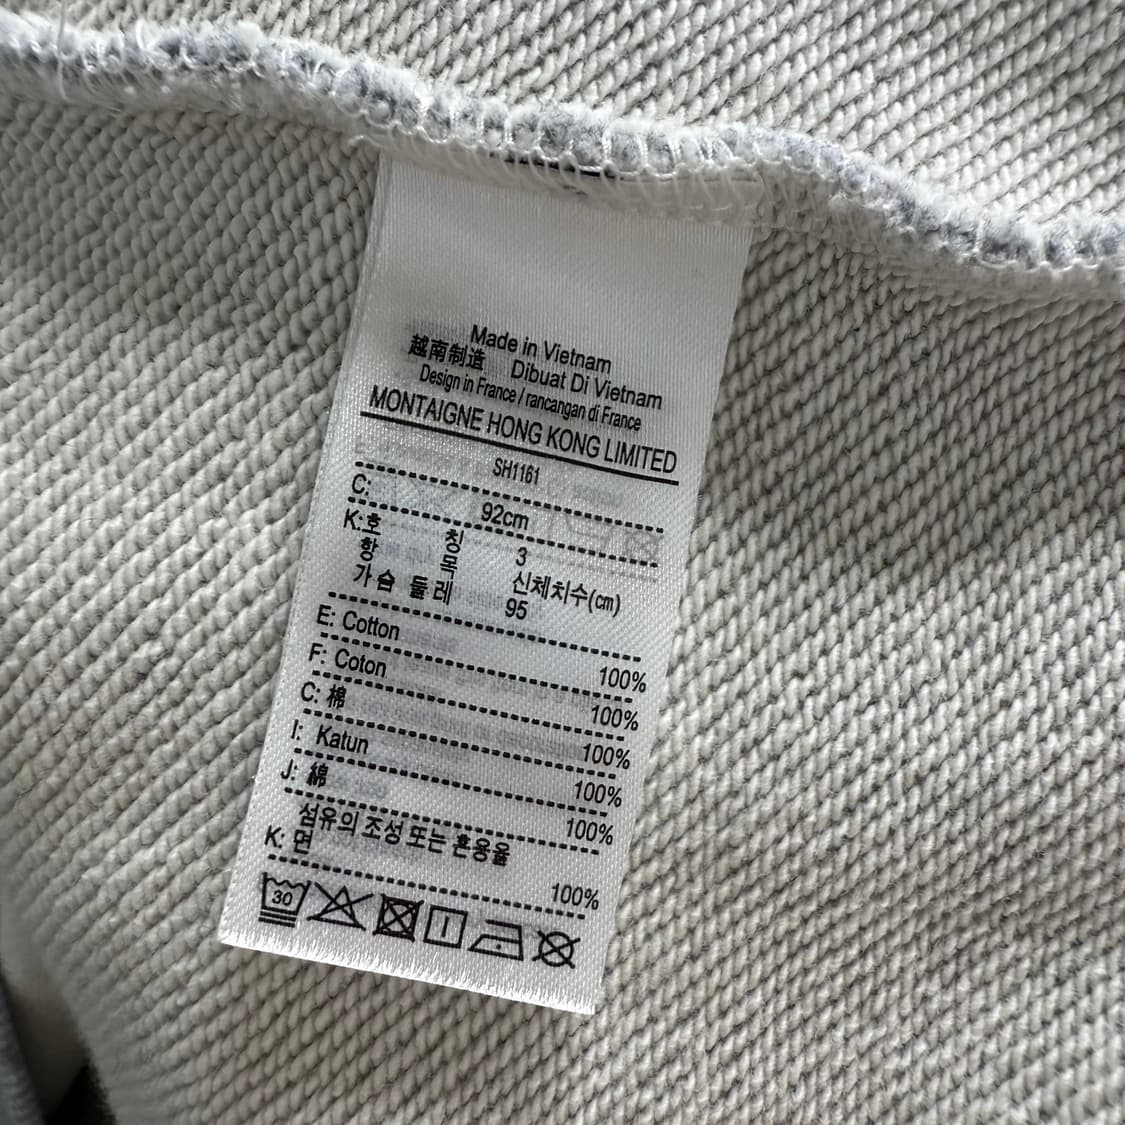 Made in Vietnam
越南制造 Dibuat Di Vietnam
Design in France / rancangan di France
MONTAIGNE HONG KONG LIMITED
SH1161
C: 92cm
K:호 칭 3
항 목 신체치수(㎝)
가슴 둘레 95
E: Cotton 100%
F: Coton 100%
C: 棉 100%
I: Katun 100%
J: 綿 100%
섬유의 조성 또는 혼용율
K: 면 100%
30